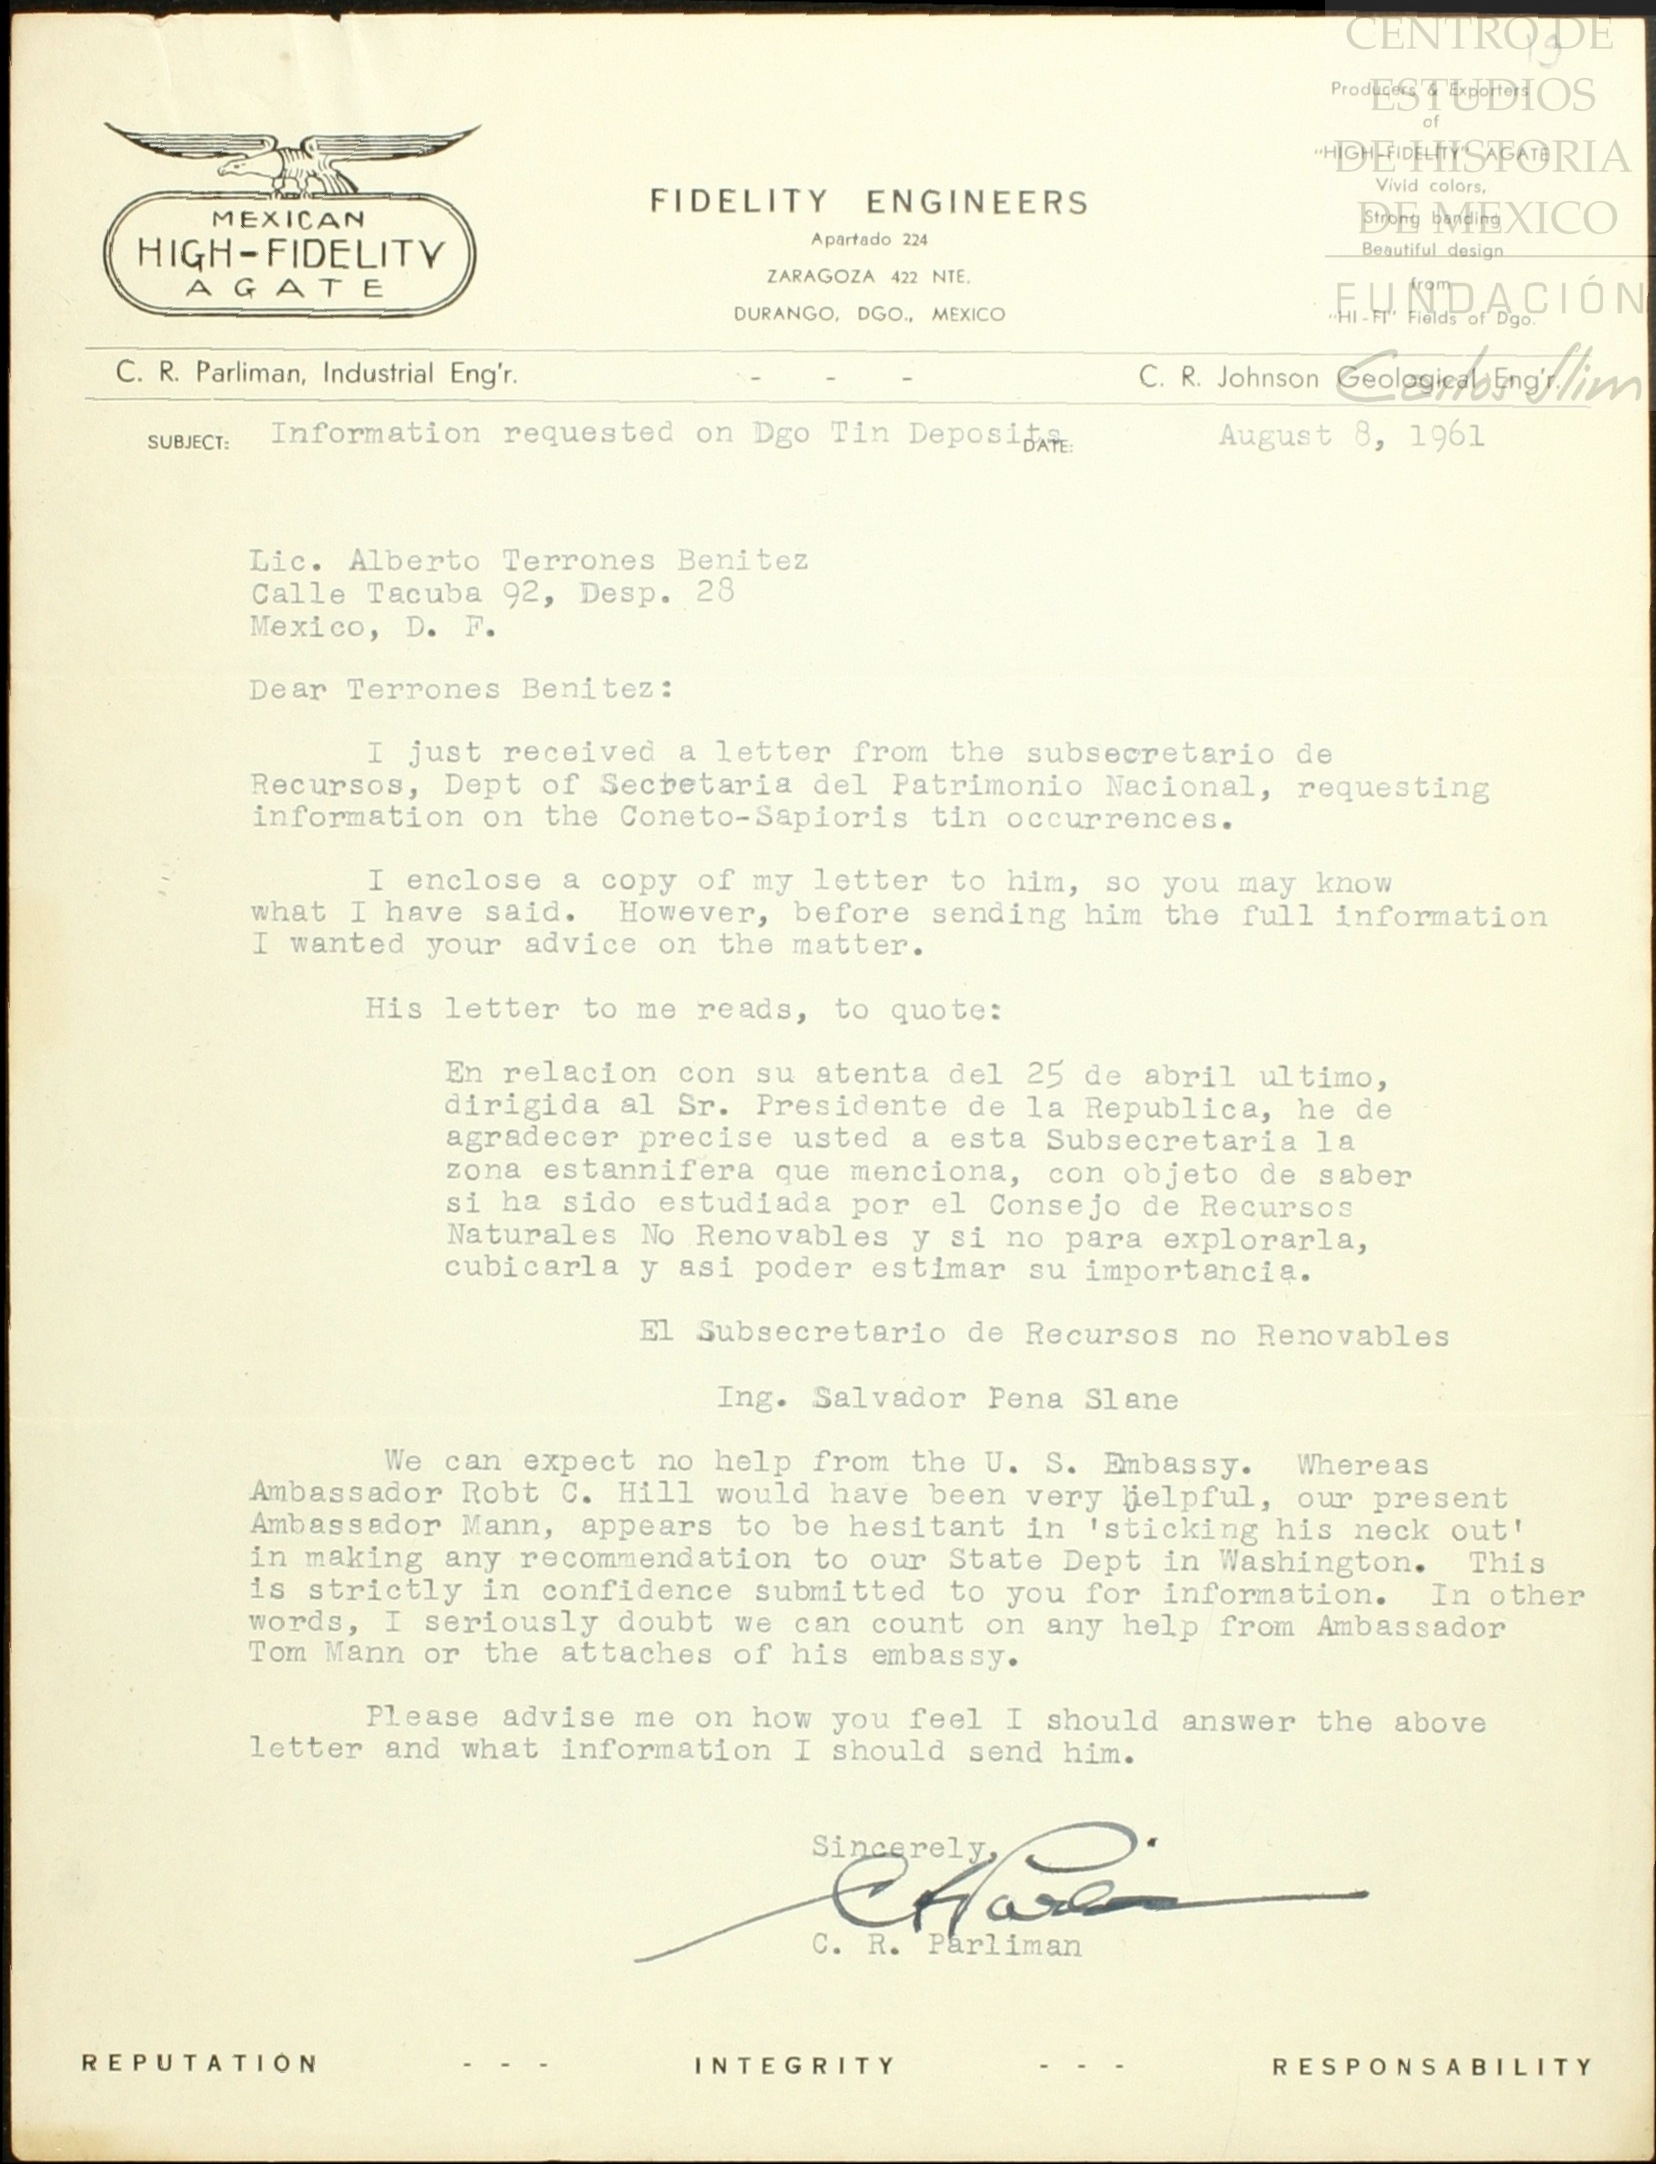 CENTRO DE
ESTUDIOS
DE HISTORIA
DE MEXICO
FUNDACIÓN
Carlos Slim
13
Producers & Exporters
of
"HIGH-FIDELITY" AGATE
Vivid colors,
Strong banding
Beautiful design
from
"HI-FI" Fields of Dgo.
MEXICAN
HIGH-FIDELITY
AGATE
FIDELITY ENGINEERS
Apartado 224
ZARAGOZA 422 NTE.
DURANGO, DGO., MEXICO
C. R. Parliman, Industrial Eng'r. - - - C. R. Johnson Geological Eng'r.
SUBJECT: Information requested on Dgo Tin Deposits DATE: August 8, 1961
Lic. Alberto Terrones Benitez
Calle Tacuba 92, Desp. 28
Mexico, D. F.
Dear Terrones Benitez:
I just received a letter from the subsecretario de
Recursos, Dept of Secretaria del Patrimonio Nacional, requesting
information on the Coneto-Sapioris tin occurrences.
I enclose a copy of my letter to him, so you may know
what I have said. However, before sending him the full information
I wanted your advice on the matter.
His letter to me reads, to quote:
En relacion con su atenta del 25 de abril ultimo,
dirigida al Sr. Presidente de la Republica, he de
agradecer precise usted a esta Subsecretaria la
zona estannifera que menciona, con objeto de saber
si ha sido estudiada por el Consejo de Recursos
Naturales No Renovables y si no para explorarla,
cubicarla y asi poder estimar su importancia.
El Subsecretario de Recursos no Renovables
Ing. Salvador Pena Slane
We can expect no help from the U. S. Embassy. Whereas
Ambassador Robt C. Hill would have been very helpful, our present
Ambassador Mann, appears to be hesitant in 'sticking his neck out'
in making any recommendation to our State Dept in Washington. This
is strictly in confidence submitted to you for information. In other
words, I seriously doubt we can count on any help from Ambassador
Tom Mann or the attaches of his embassy.
Please advise me on how you feel I should answer the above
letter and what information I should send him.
Sincerely,
C. R. Parliman
REPUTATION - - - INTEGRITY - - - RESPONSABILITY